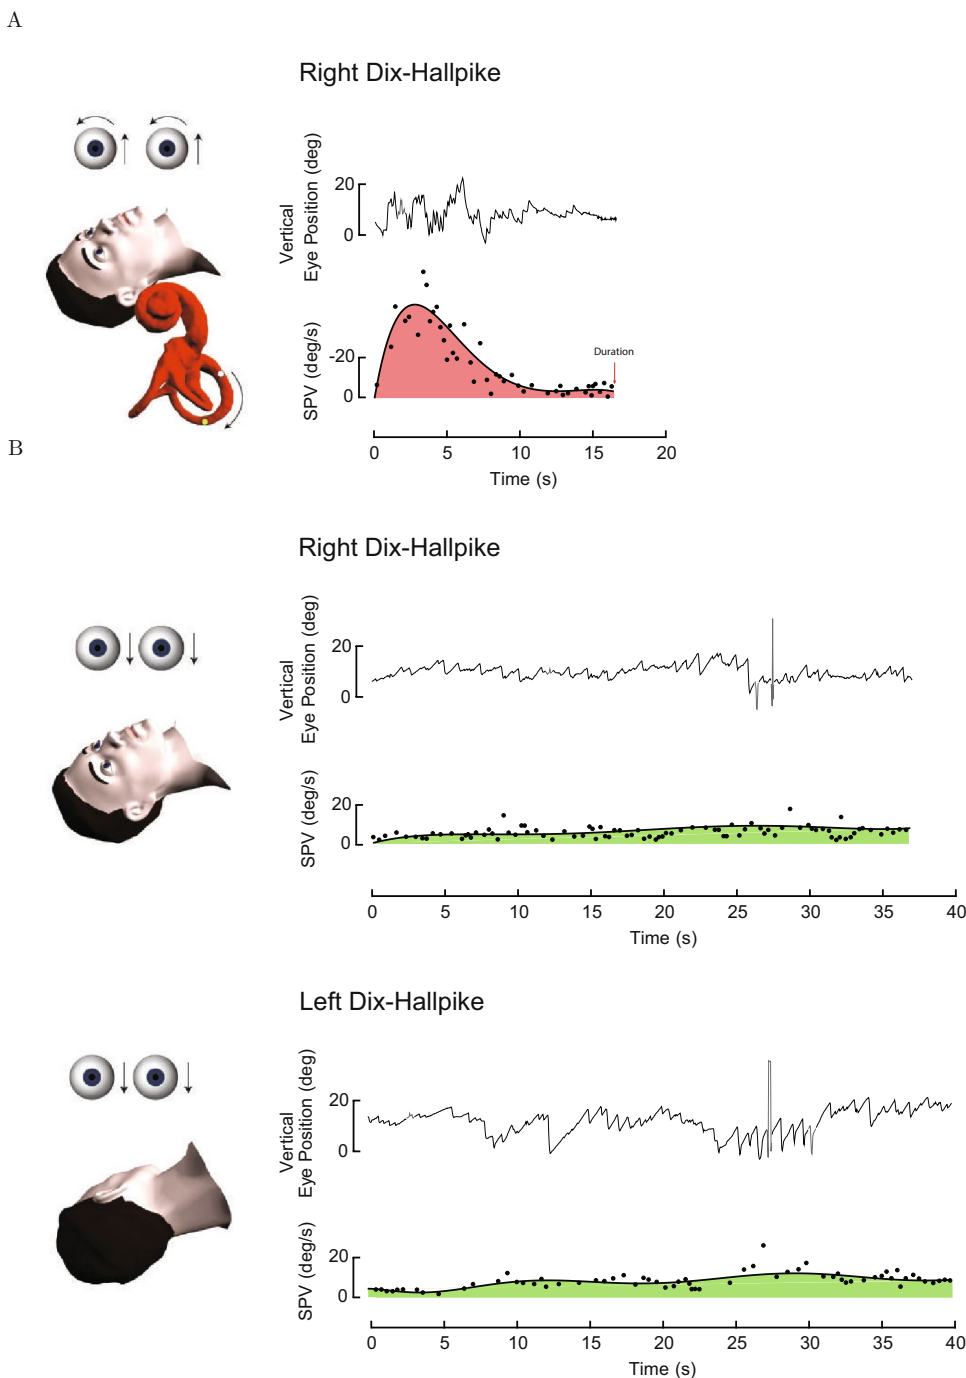 A
Right Dix-Hallpike
Vertical
Eye Position (deg)
20
0
SPV (deg/s)
-20
0
Duration
0 5 10 15 20
Time (s)
B
Right Dix-Hallpike
Vertical
Eye Position (deg)
20
0
SPV (deg/s)
20
0
0 5 10 15 20 25 30 35 40
Time (s)
Left Dix-Hallpike
Vertical
Eye Position (deg)
20
0
SPV (deg/s)
20
0
0 5 10 15 20 25 30 35 40
Time (s)